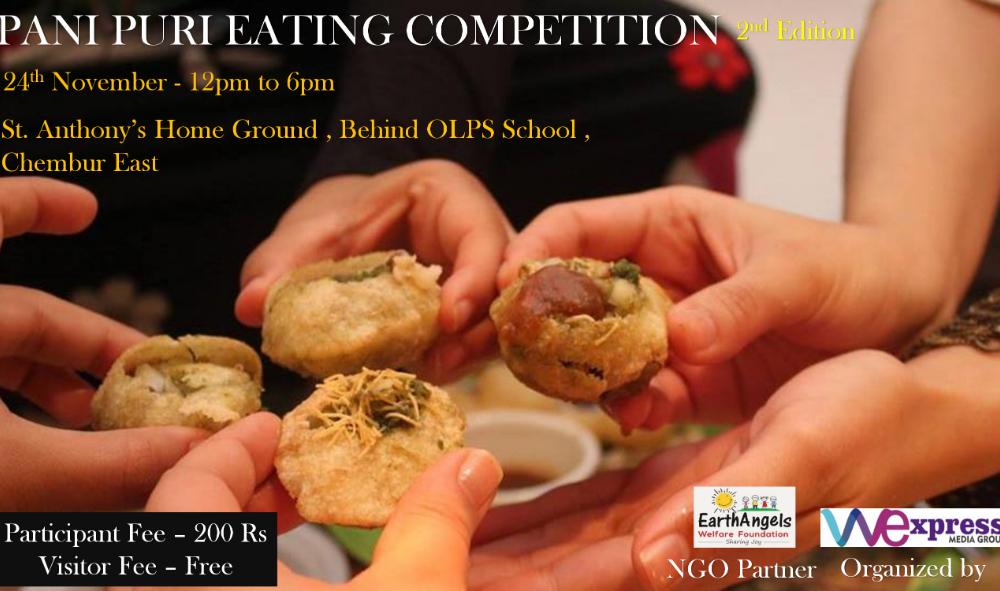 PANI PURI EATING COMPETITION 2nd Edition
24th November - 12pm to 6pm
St. Anthony's Home Ground , Behind OLPS School ,
Chembur East
Participant Fee – 200 Rs
Visitor Fee – Free
EarthAngels
Welfare Foundation
Sharing Joy
NGO Partner
WExpress
MEDIA GROU
Organized by